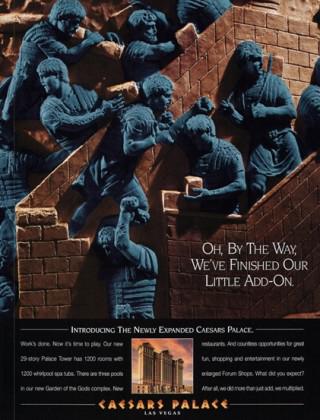 OH, BY THE WAY,
WE'VE FINISHED OUR
LITTLE ADD-ON.
INTRODUCING THE NEWLY EXPANDED CAESARS PALACE.
Work's done. Now it's time to play. Our new
29-story Palace Tower has 1200 rooms with
1200 whirlpool spa tubs. There are three pools
in our new Garden of the Gods complex. New
restaurants. And countless opportunities for great
fun, shopping and entertainment in our newly
enlarged Forum Shops. What did you expect?
After all, we did more than just add, we multiplied.
CAESARS PALACE
LAS VEGAS